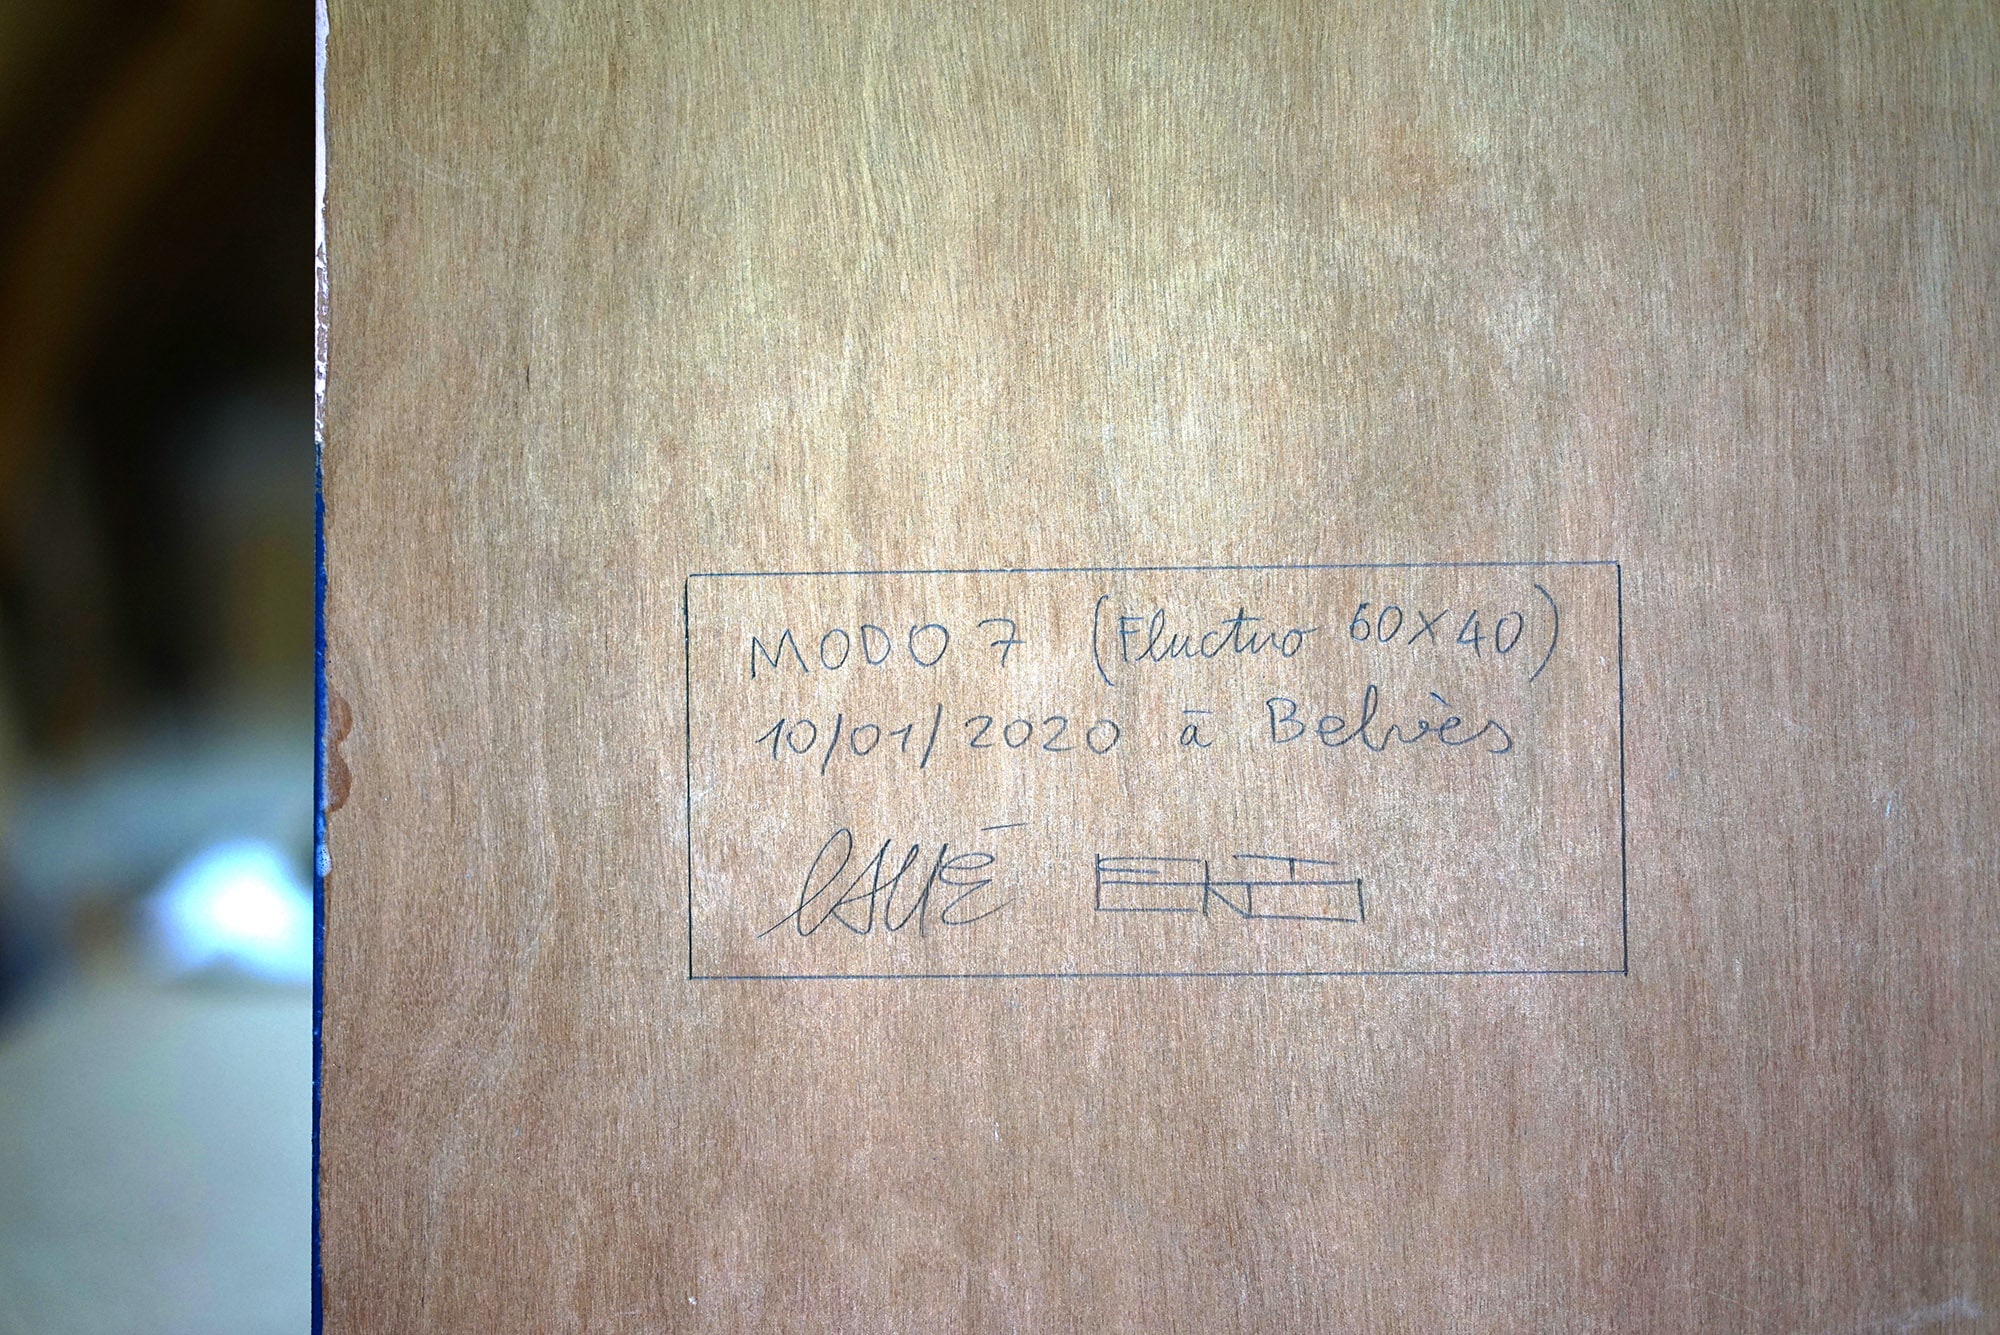 MODO 7 (Fluctuo 60x40)
10/01/2020 à Belvès